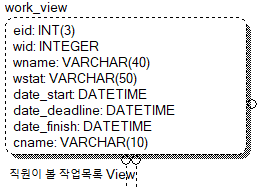 work_view
eid: INT(3)
wid: INTEGER
wname: VARCHAR(40)
wstat: VARCHAR(50)
date_start: DATETIME
date_deadline: DATETIME
date_finish: DATETIME
cname: VARCHAR(10)
직원이 볼 작업목록 View